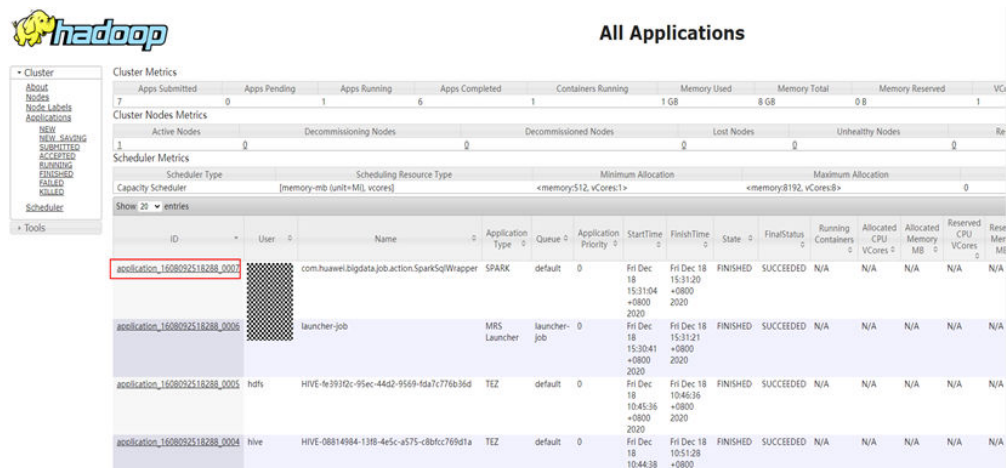 hadoop
All Applications
Cluster
About
Nodes
Node Labels
Applications
NEW
NEW_SAVING
SUBMITTED
ACCEPTED
RUNNING
FINISHED
FAILED
KILLED
Scheduler
Tools
Cluster Metrics
Apps Submitted Apps Pending Apps Running Apps Completed Containers Running Memory Used Memory Total Memory Reserved VCo
7 0 1 6 1 1 GB 8 GB 0 B 1
Cluster Nodes Metrics
Active Nodes Decommissioning Nodes Decommissioned Nodes Lost Nodes Unhealthy Nodes Re
1 0 0 0 0 0
Scheduler Metrics
Scheduler Type Scheduling Resource Type Minimum Allocation Maximum Allocation
Capacity Scheduler [memory-mb (unit=Mi), vcores] <memory:512, vCores:1> <memory:8192, vCores:8> 0
Show 20 entries
ID User Name Application Type Queue Application Priority StartTime FinishTime State FinalStatus Running Containers Allocated CPU VCores Allocated Memory MB Reserved CPU VCores Rese Mem MB
application_1608092518288_0007 com.huawei.bigdata.job.action.SparkSqlWrapper SPARK default 0 Fri Dec 18 15:31:04 +0800 2020 Fri Dec 18 15:31:20 +0800 2020 FINISHED SUCCEEDED N/A N/A N/A N/A N/A
application_1608092518288_0006 launcher-job MRS Launcher launcher-job 0 Fri Dec 18 15:30:41 +0800 2020 Fri Dec 18 15:31:21 +0800 2020 FINISHED SUCCEEDED N/A N/A N/A N/A N/A
application_1608092518288_0005 hdfs HIVE-fe393f2c-95ec-44d2-9569-fda7c776b36d TEZ default 0 Fri Dec 18 10:45:36 +0800 2020 Fri Dec 18 10:46:36 +0800 2020 FINISHED SUCCEEDED N/A N/A N/A N/A N/A
application_1608092518288_0004 hive HIVE-08814984-13f8-4e5c-a575-c8bfcc769d1a TEZ default 0 Fri Dec 18 10:44:38 Fri Dec 18 10:51:28 +0800 FINISHED SUCCEEDED N/A N/A N/A N/A N/A